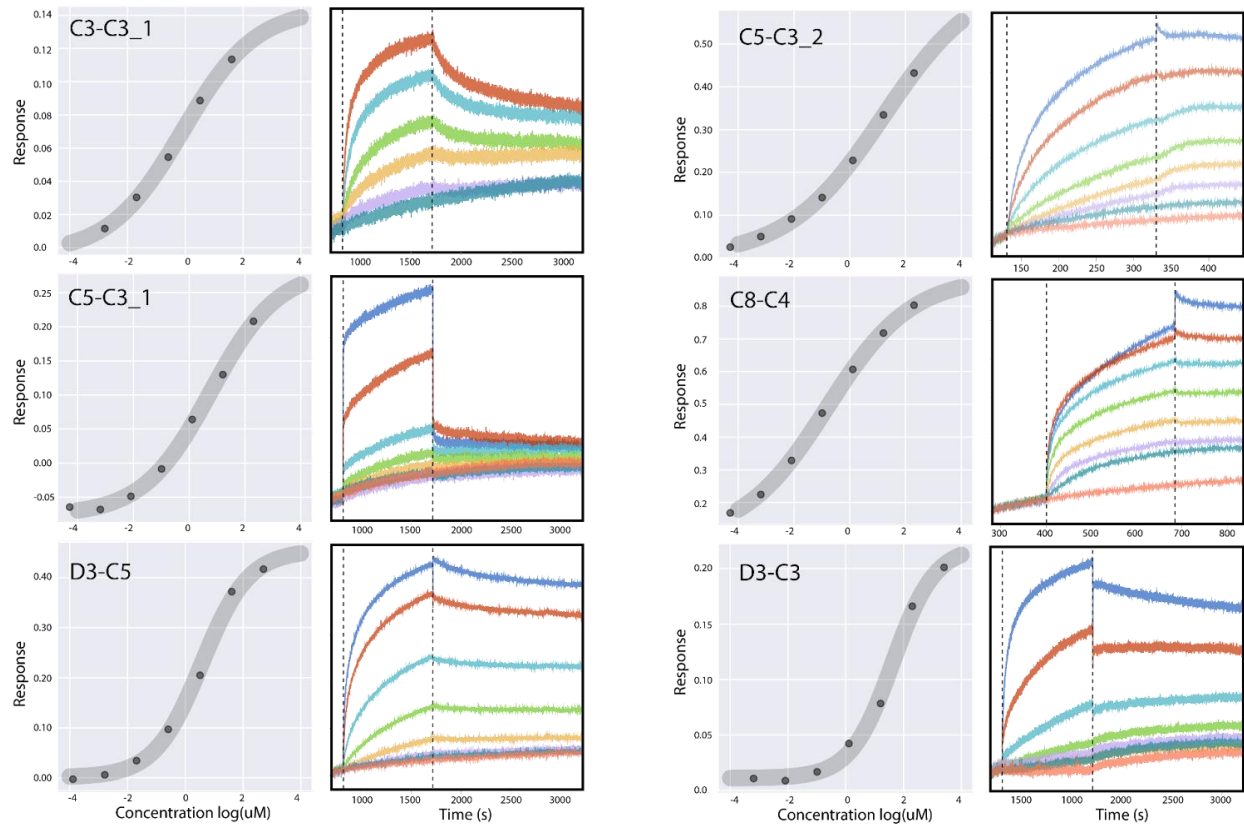 C3-C3_1
Response
0.14
0.12
0.10
0.08
0.06
0.04
0.02
0.0
-4 -2 0 2 4
1000 1500 2000 2500 3000
C5-C3_2
Response
0.50
0.40
0.30
0.20
0.10
0.00
-4 -2 0 2 4
150 200 250 300 350 400
C5-C3_1
Response
0.25
0.20
0.15
0.10
0.05
0.00
-0.05
-4 -2 0 2 4
1000 1500 2000 2500 3000
C8-C4
Response
0.8
0.7
0.6
0.5
0.4
0.3
0.2
-4 -2 0 2 4
300 400 500 600 700 800
D3-C5
Response
0.40
0.30
0.20
0.10
0.00
-4 -2 0 2 4
Concentration log(uM)
1000 1500 2000 2500 3000
Time (s)
D3-C3
Response
0.20
0.15
0.10
0.05
0.0
-4 -2 0 2 4
Concentration log(uM)
1500 1000 1500 2000 2500 3000
Time (s)